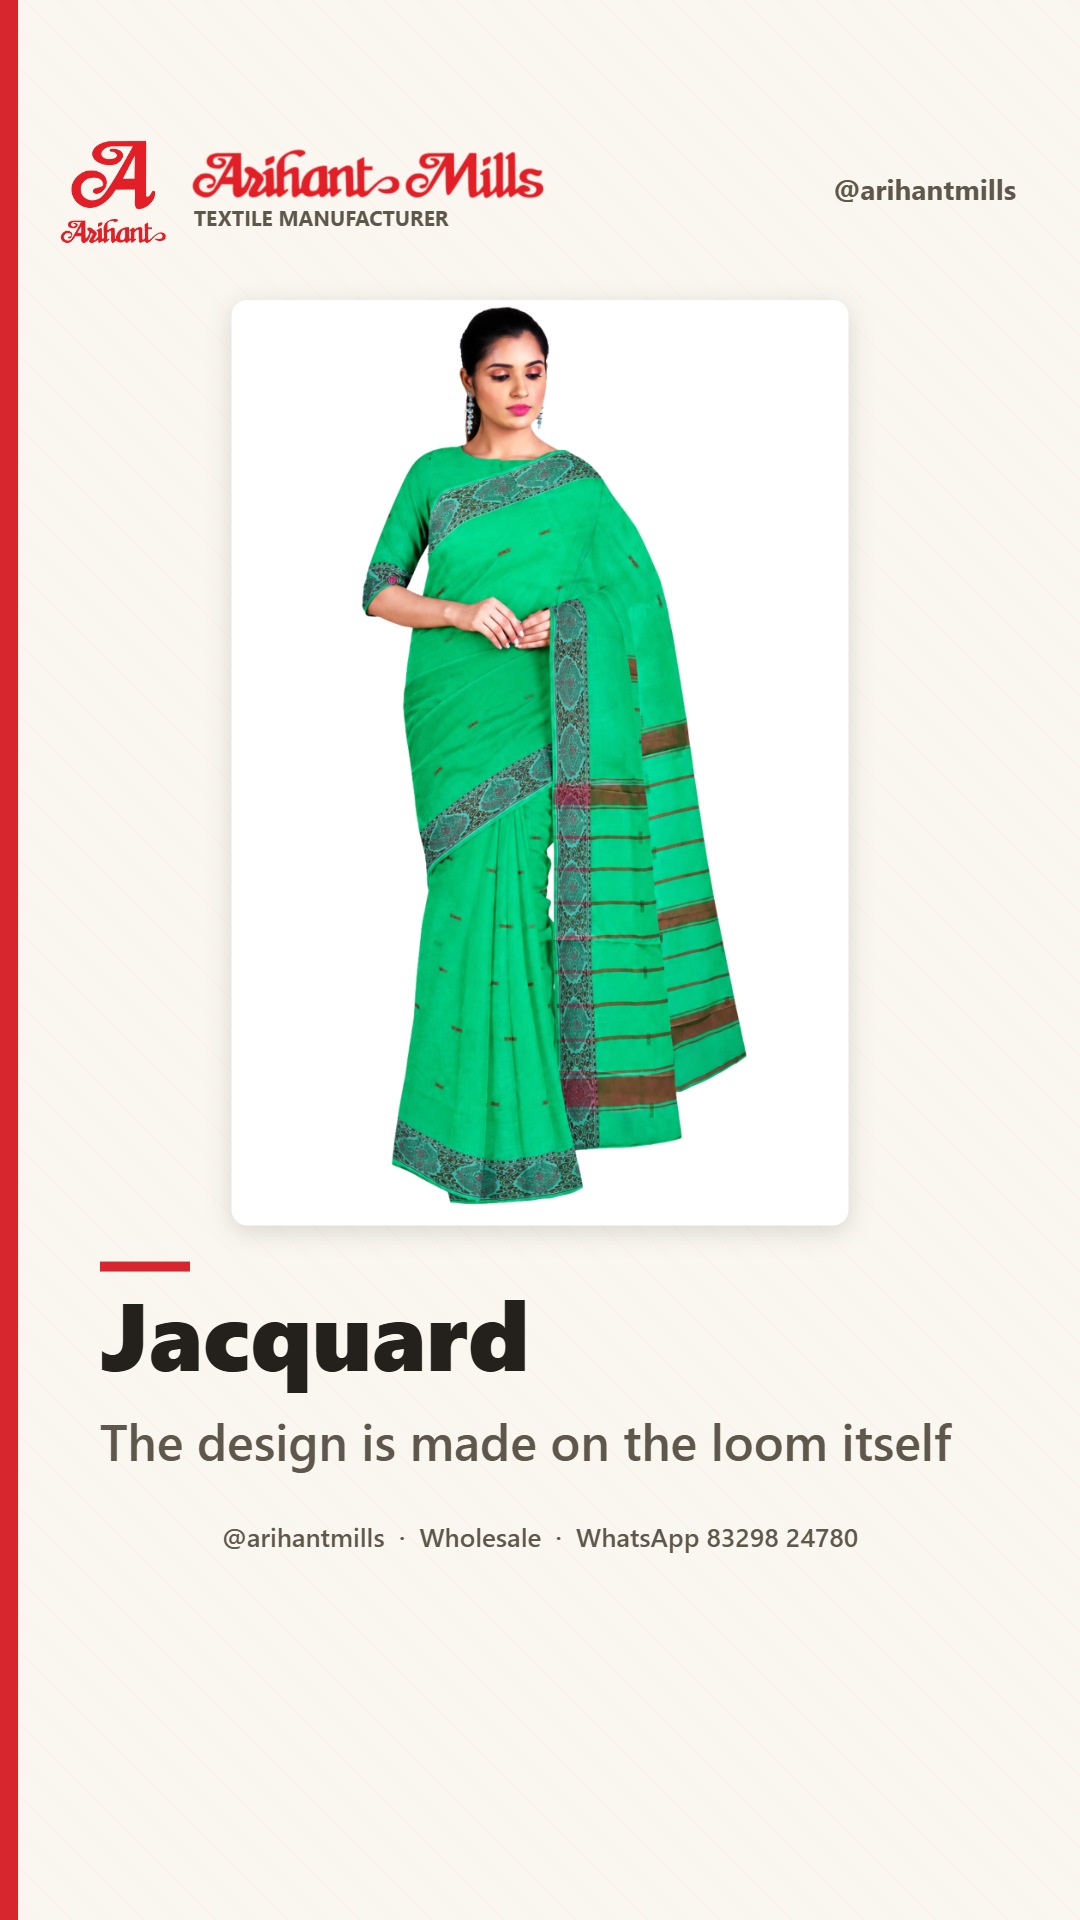 A
Arihant
Arihant Mills
TEXTILE MANUFACTURER
@arihantmills
Jacquard
The design is made on the loom itself
@arihantmills · Wholesale · WhatsApp 83298 24780